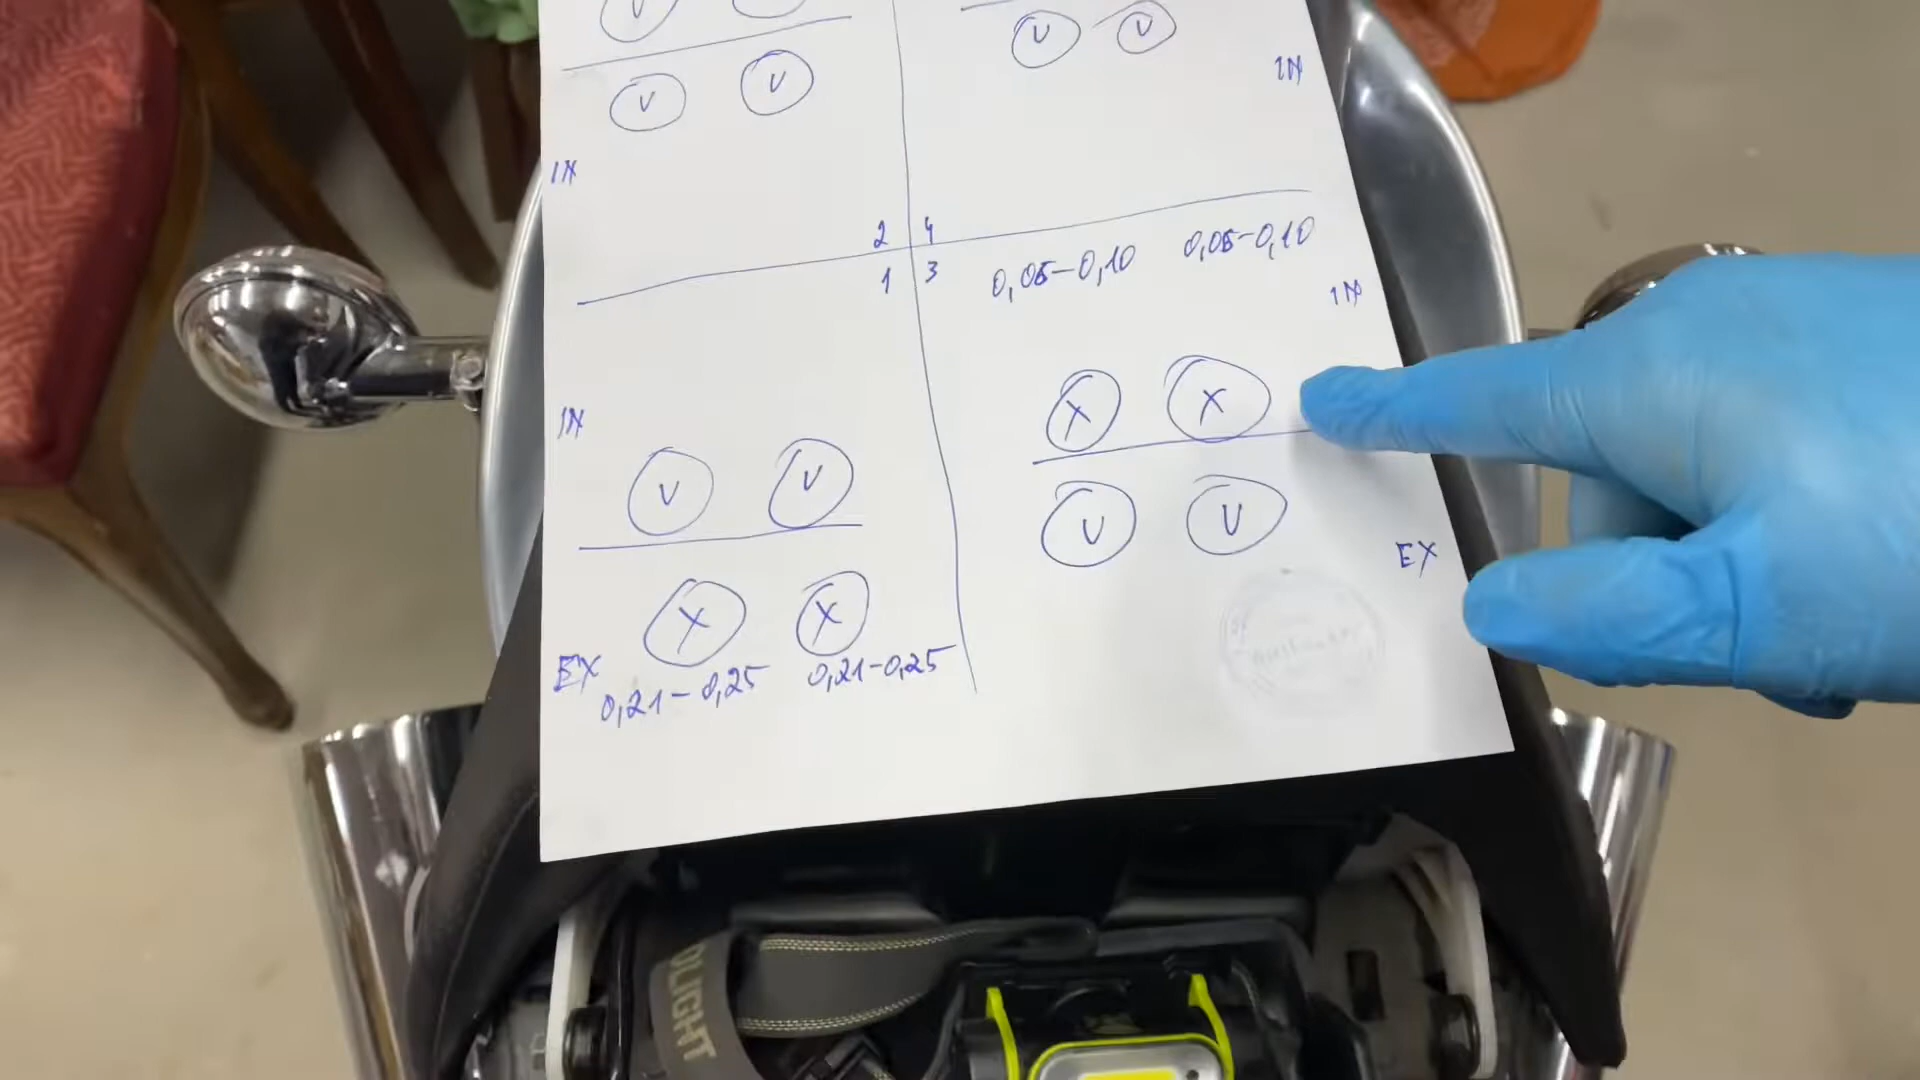 V
V V
V V
IN
IN
2 4
1 3
0,05-0,10 0,05-0,10
IN
IN
X X
V V
V V
EX
X X
EX
0,21-0,25 0,21-0,25
OLIGHT